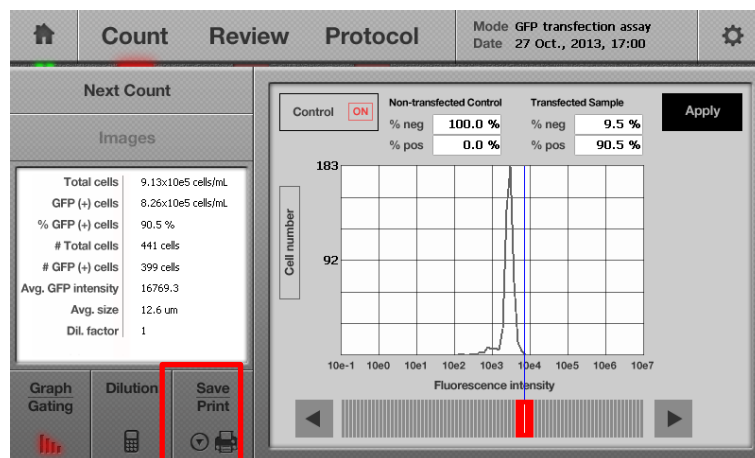 Count Review Protocol
Mode GFP transfection assay
Date 27 Oct., 2013, 17:00
Next Count
Images
Total cells 9.13x10e5 cells/mL
GFP (+) cells 8.26x10e5 cells/mL
% GFP (+) cells 90.5 %
# Total cells 441 cells
# GFP (+) cells 399 cells
Avg. GFP intensity 16769.3
Avg. size 12.6 um
Dil. factor 1
Graph
Gating
Dilution
Save
Print
Control ON
Non-transfected Control
% neg 100.0 %
% pos 0.0 %
Transfected Sample
% neg 9.5 %
% pos 90.5 %
Apply
183
92
Cell number
10e-1 10e0 10e1 10e2 10e3 10e4 10e5 10e6 10e7
Fluorescence intensity